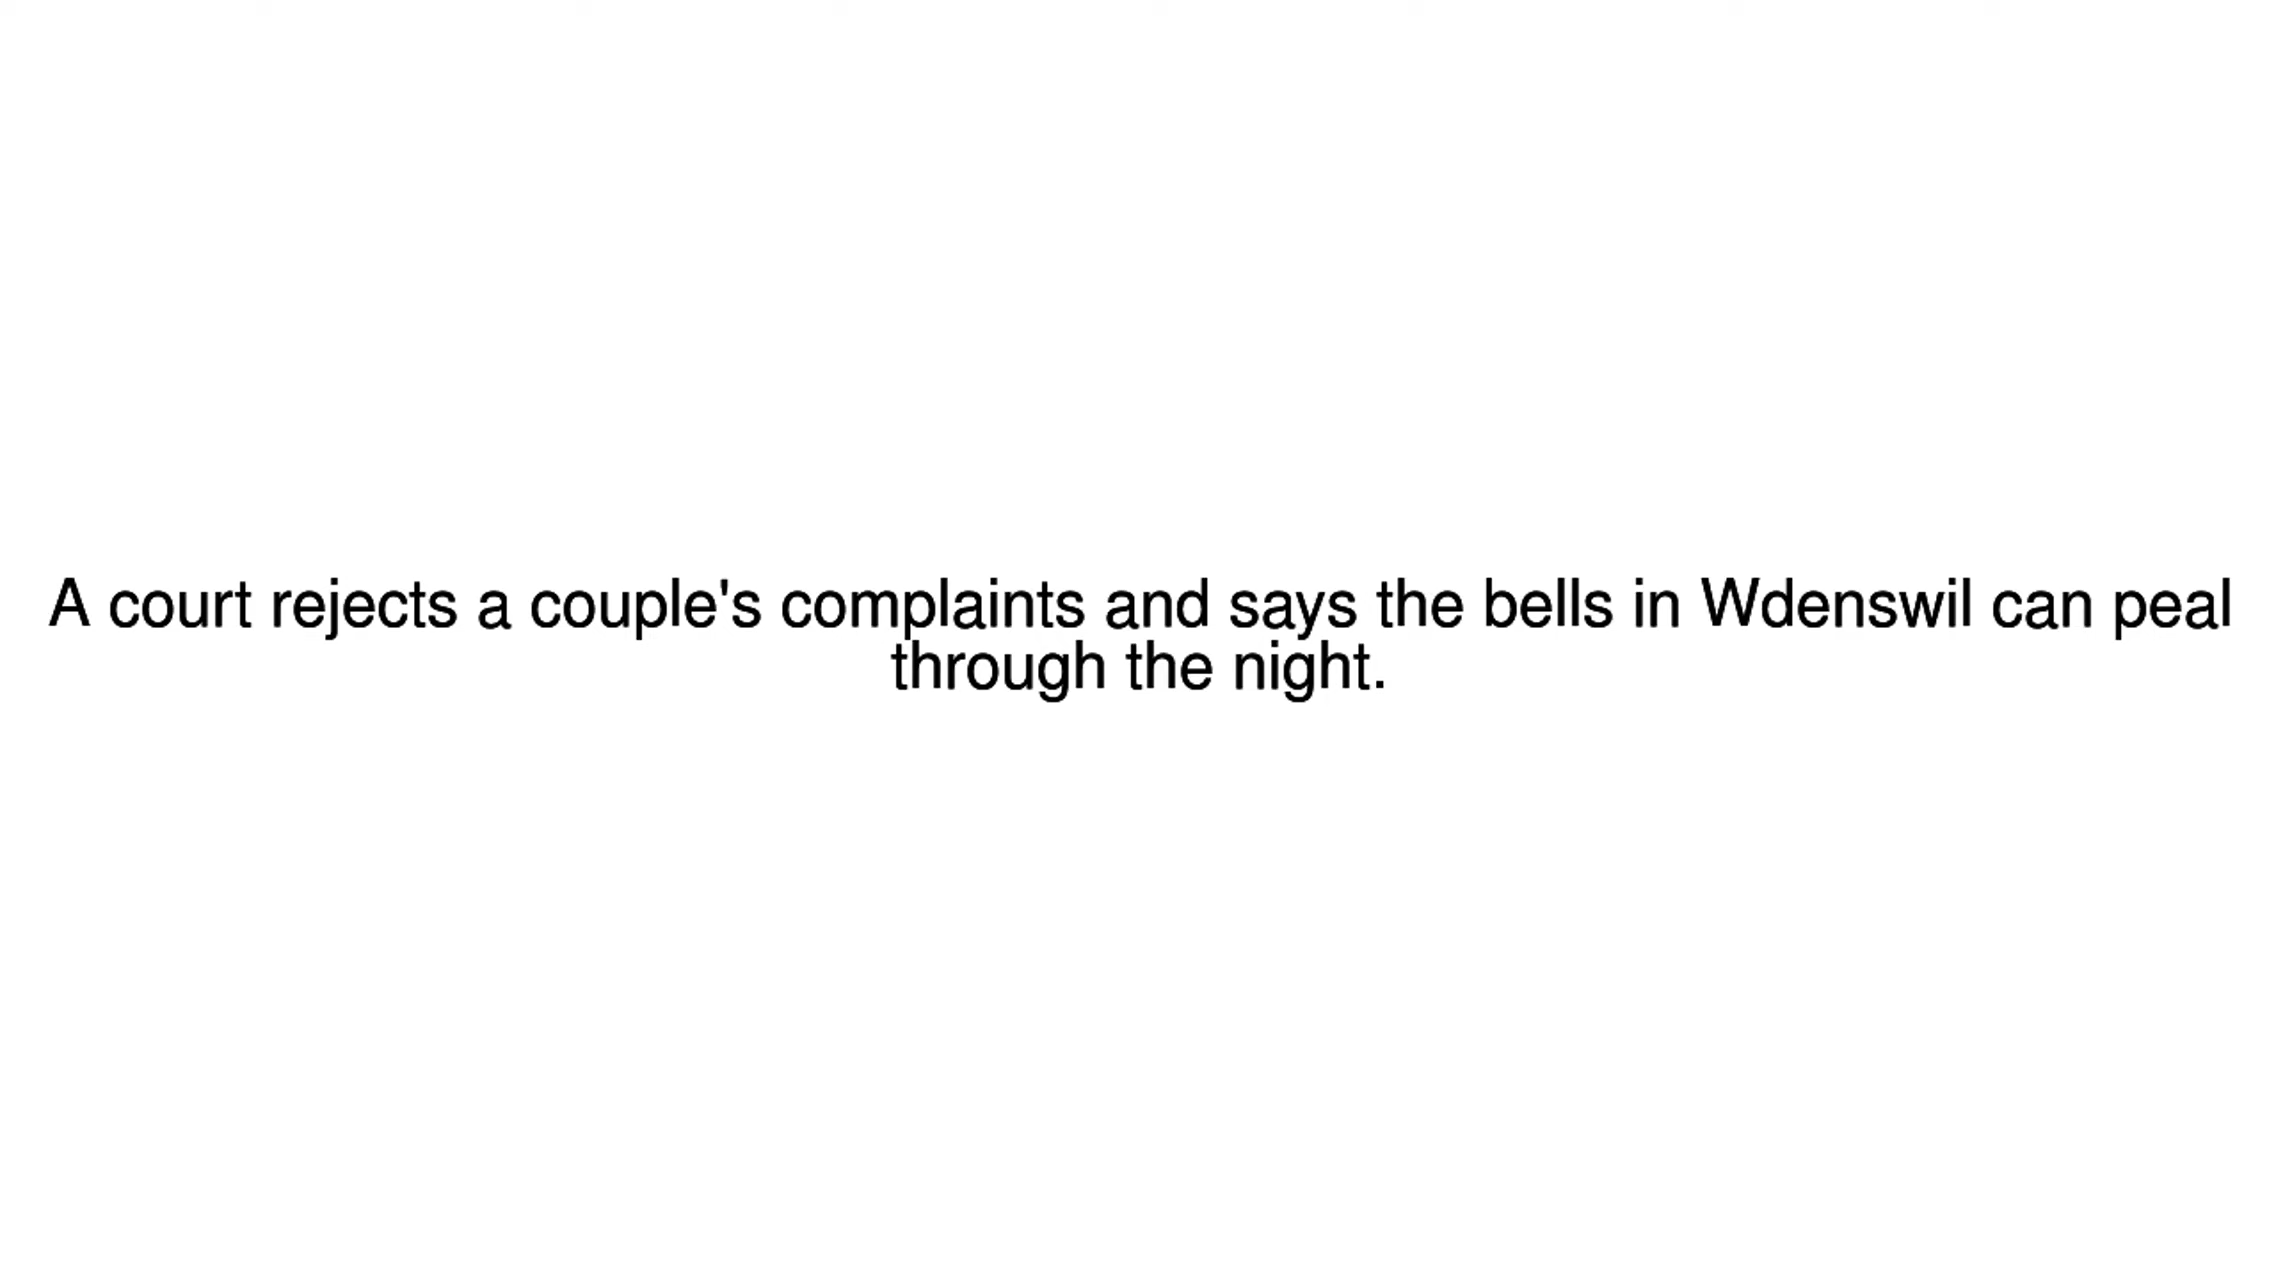 A court rejects a couple's complaints and says the bells in Wdenswil can peal
through the night.